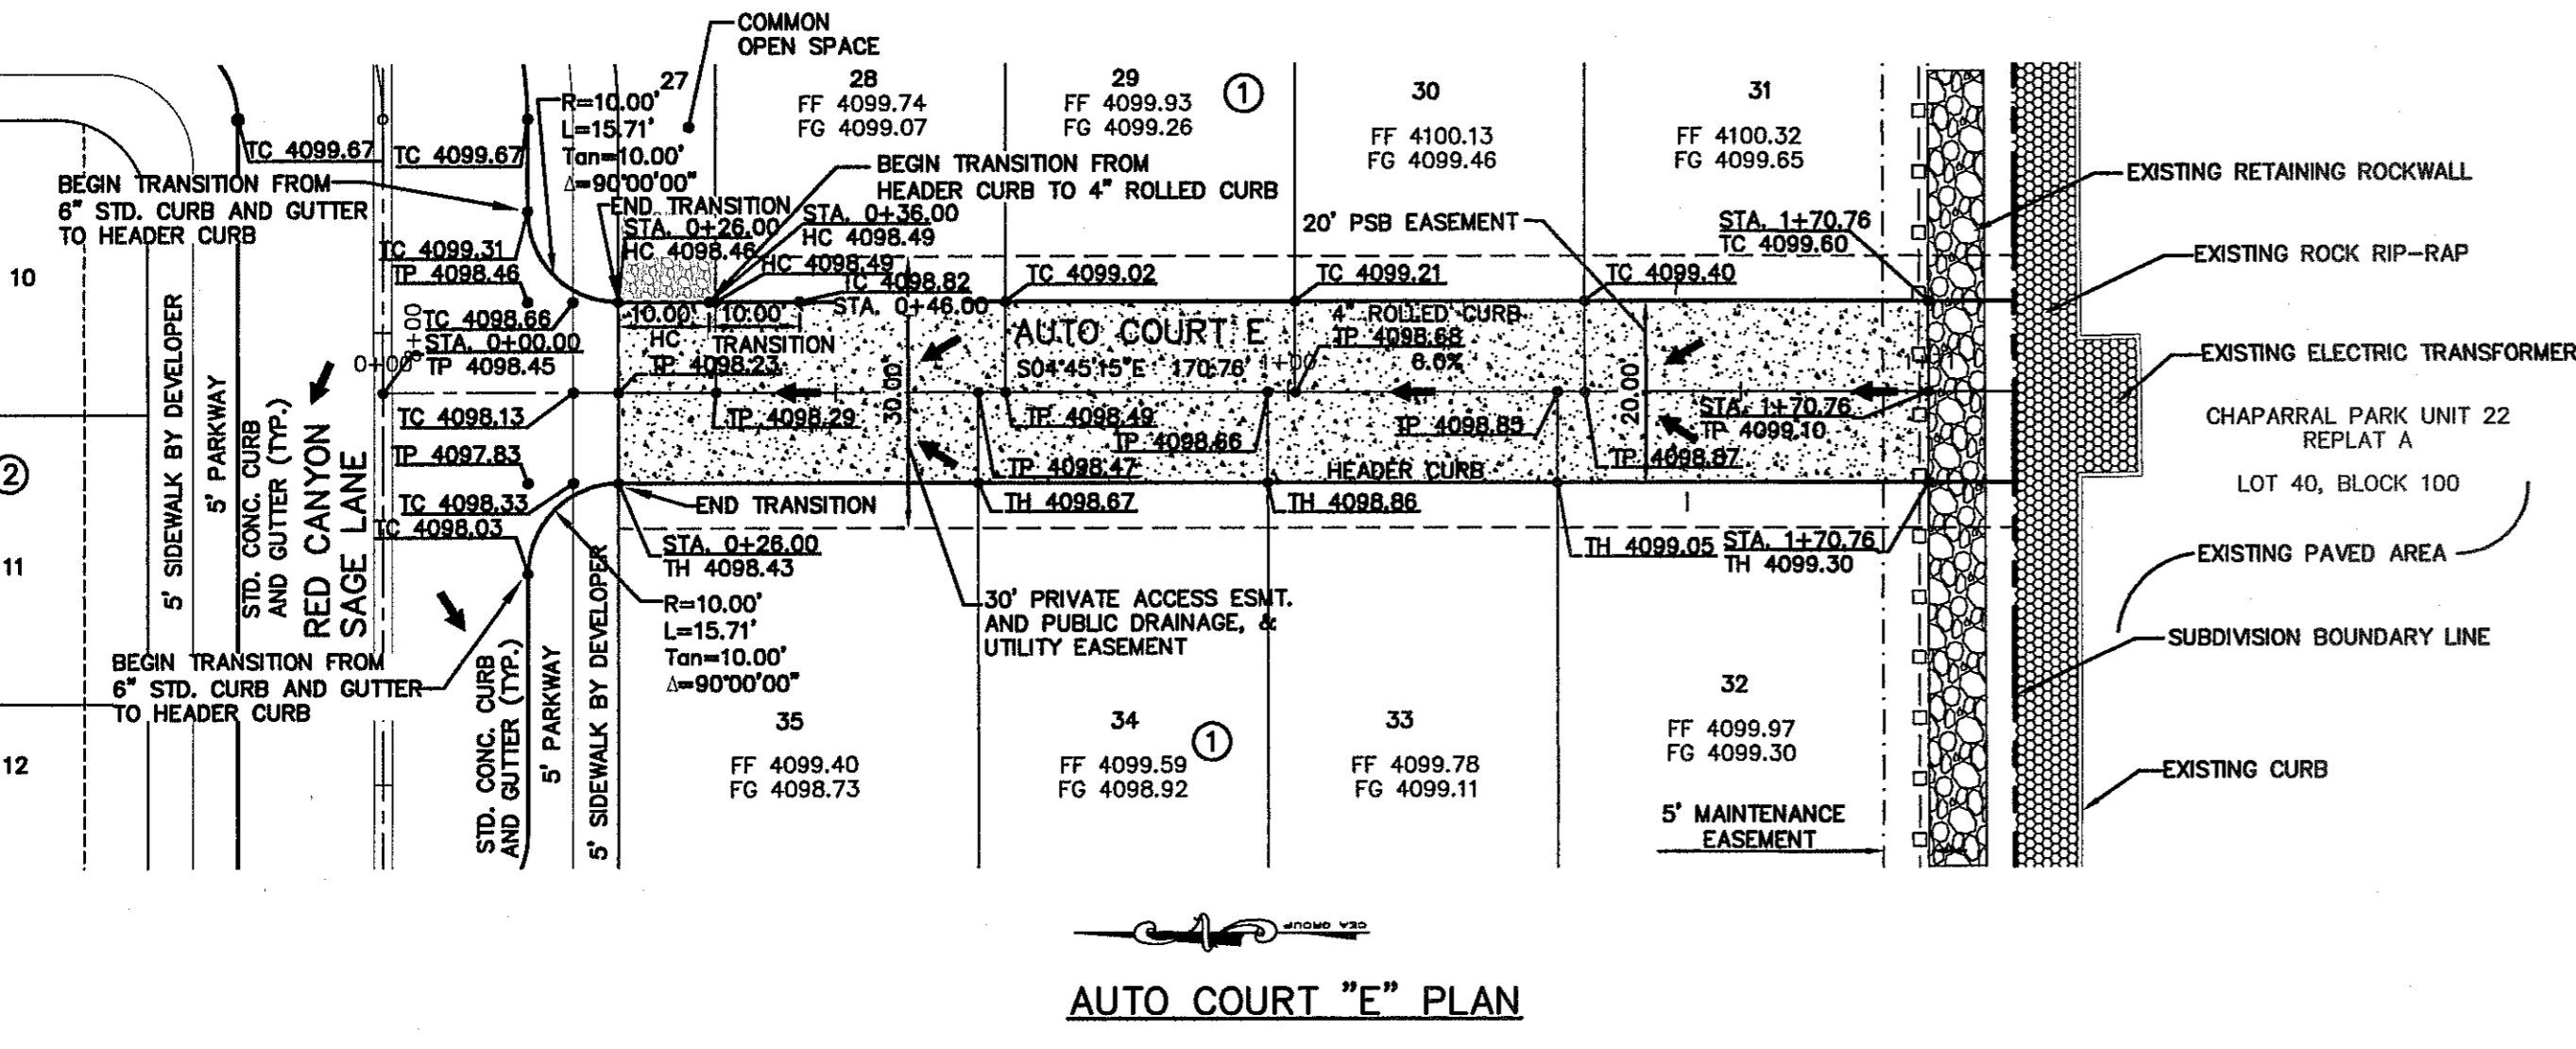 COMMON
OPEN SPACE
27
R=10.00'
L=15.71'
Tan=10.00'
Δ=90°00'00"
28
FF 4099.74
FG 4099.07
29
FF 4099.93
FG 4099.26
1
30
FF 4100.13
FG 4099.46
31
FF 4100.32
FG 4099.65
TC 4099.67
TC 4099.67
BEGIN TRANSITION FROM
6" STD. CURB AND GUTTER
TO HEADER CURB
BEGIN TRANSITION FROM
HEADER CURB TO 4" ROLLED CURB
END TRANSITION
STA. 0+26.00
HC 4098.46
STA. 0+36.00
HC 4098.49
HC 4098.49
TC 4098.82
STA. 0+46.00
20' PSB EASEMENT
STA. 1+70.76
TC 4099.60
EXISTING RETAINING ROCKWALL
EXISTING ROCK RIP-RAP
EXISTING ELECTRIC TRANSFORMER
TC 4099.31
TP 4098.46
TC 4098.66
STA. 0+00.00
TP 4098.45
0+00
0+00
TC 4099.02
TC 4099.21
TC 4099.40
10.00'
10.00'
HC
TRANSITION
TP 4098.23
AUTO COURT E
S04°45'15"E 170.76'
1+00
4" ROLLED CURB
TP 4098.68
30.00'
20.00'
TC 4098.13
TP 4097.83
TC 4098.33
TC 4098.03
TP 4098.29
TP 4098.49
TP 4098.66
TP 4098.47
TP 4098.85
TP 4098.87
STA. 1+70.76
TP 4099.10
HEADER CURB
END TRANSITION
TH 4098.67
TH 4098.86
TH 4099.05
STA. 1+70.76
TH 4099.30
STA. 0+26.00
TH 4098.43
R=10.00'
L=15.71'
Tan=10.00'
Δ=90°00'00"
30' PRIVATE ACCESS ESMT.
AND PUBLIC DRAINAGE, &
UTILITY EASEMENT
CHAPARRAL PARK UNIT 22
REPLAT A
LOT 40, BLOCK 100
EXISTING PAVED AREA
SUBDIVISION BOUNDARY LINE
EXISTING CURB
10
2
11
12
5' SIDEWALK BY DEVELOPER
5' PARKWAY
STD. CONC. CURB
AND GUTTER (TYP.)
RED CANYON
SAGE LANE
BEGIN TRANSITION FROM
6" STD. CURB AND GUTTER
TO HEADER CURB
STD. CONC. CURB
AND GUTTER (TYP.)
5' PARKWAY
5' SIDEWALK BY DEVELOPER
35
FF 4099.40
FG 4098.73
34
FF 4099.59
FG 4098.92
1
33
FF 4099.78
FG 4099.11
32
FF 4099.97
FG 4099.30
5' MAINTENANCE
EASEMENT
CEA GROUP
AUTO COURT "E" PLAN